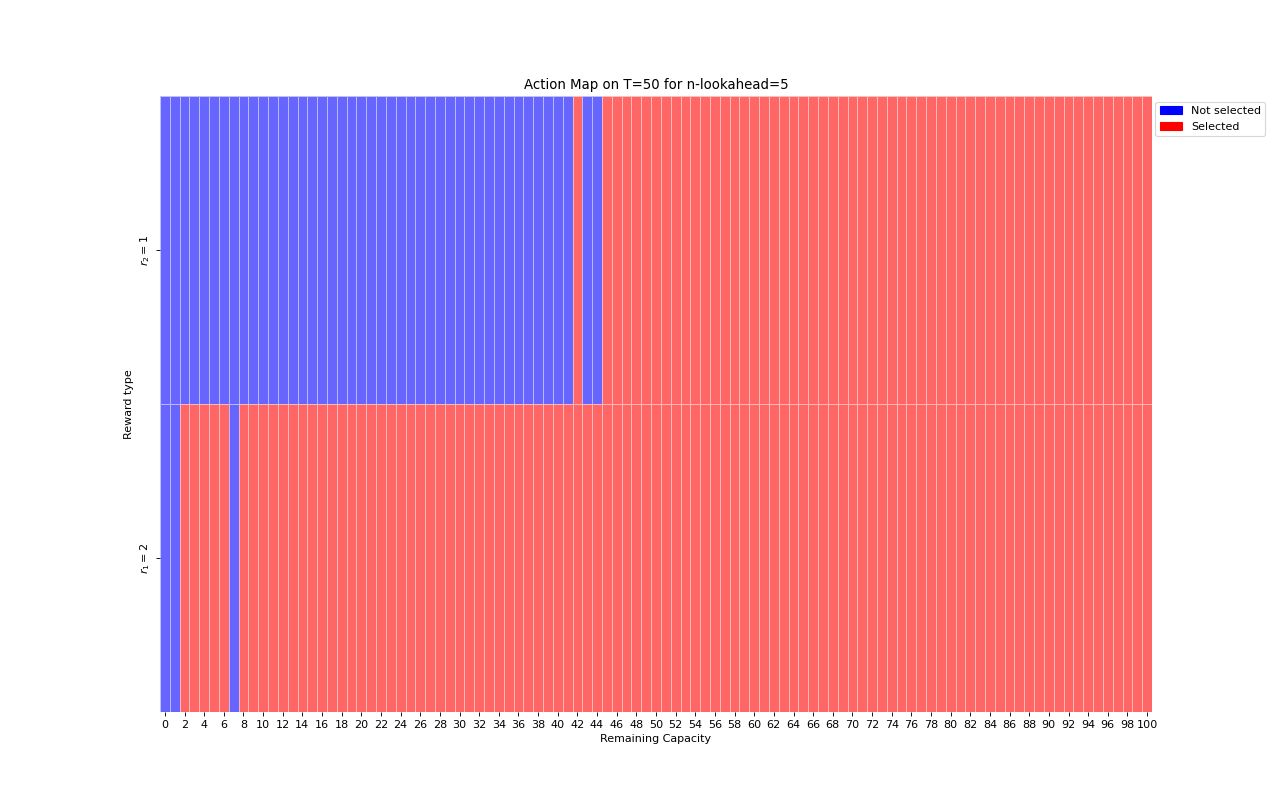 Action Map on T=50 for n-lookahead=5
Not selected
Selected
r₂ = 1
Reward type
r₁ = 2
0 2 4 6 8 10 12 14 16 18 20 22 24 26 28 30 32 34 36 38 40 42 44 46 48 50 52 54 56 58 60 62 64 66 68 70 72 74 76 78 80 82 84 86 88 90 92 94 96 98 100
Remaining Capacity